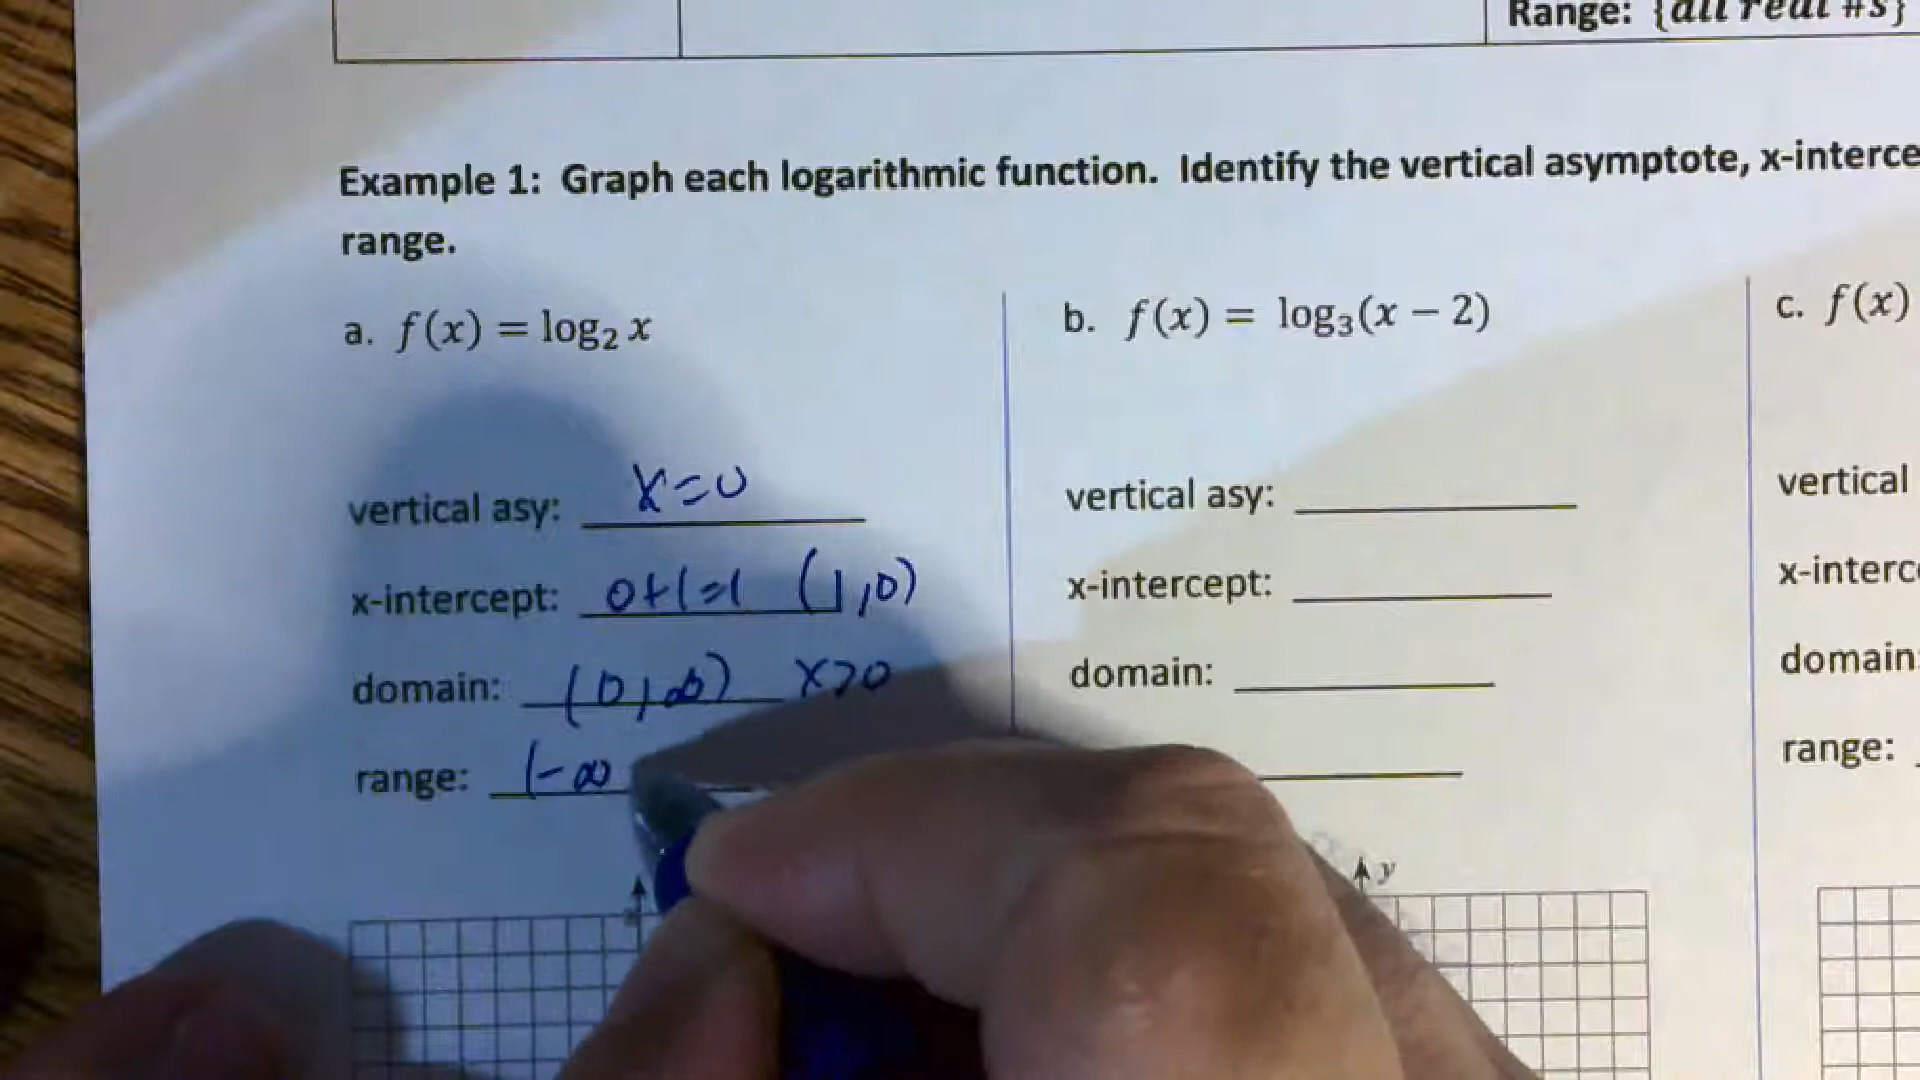 Range: {all real #s}
Example 1: Graph each logarithmic function. Identify the vertical asymptote, x-interce
range.
a. f(x) = log₂ x
vertical asy: x=0
x-intercept: 0+1=1 (1,0)
domain: (0,∞) x>0
range: (-∞
b. f(x) = log₃(x − 2)
vertical asy:
x-intercept:
domain:
y
c. f(x)
vertical
x-interc
domain:
range: